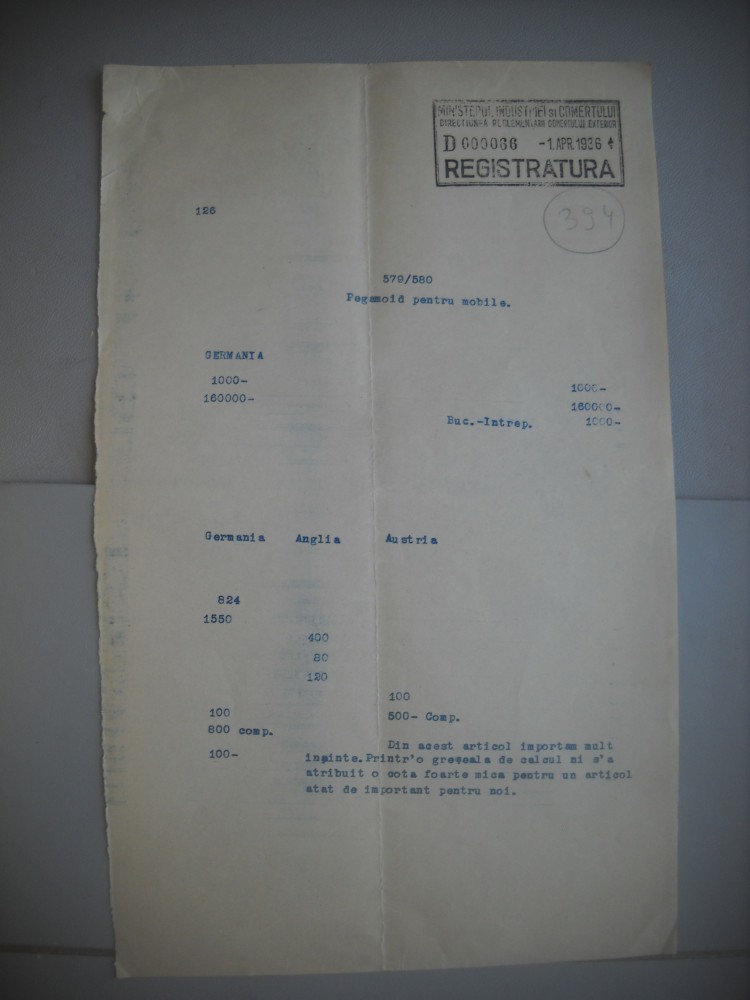 MINISTERUL INDUSTRIEI SI COMERTULUI
DIRECTIUNEA REGLEMENTARII COMERTULUI EXTERIOR
D 000066 -1.APR.1936
REGISTRATURA
394
126
579/580
Pegamoid pentru mobile.
GERMANIA
1000-
1000-
160000-
160000-
Buc.-Intrep. 1000-
Germania Anglia Austria
824
1550
400
80
120
100
100
500- Comp.
800 comp.
100-
Din acest articol importam mult
inainte.Printr'o greşeala de calcul ni s'a
atribuit o cota foarte mica pentru un articol
atat de important pentru noi.